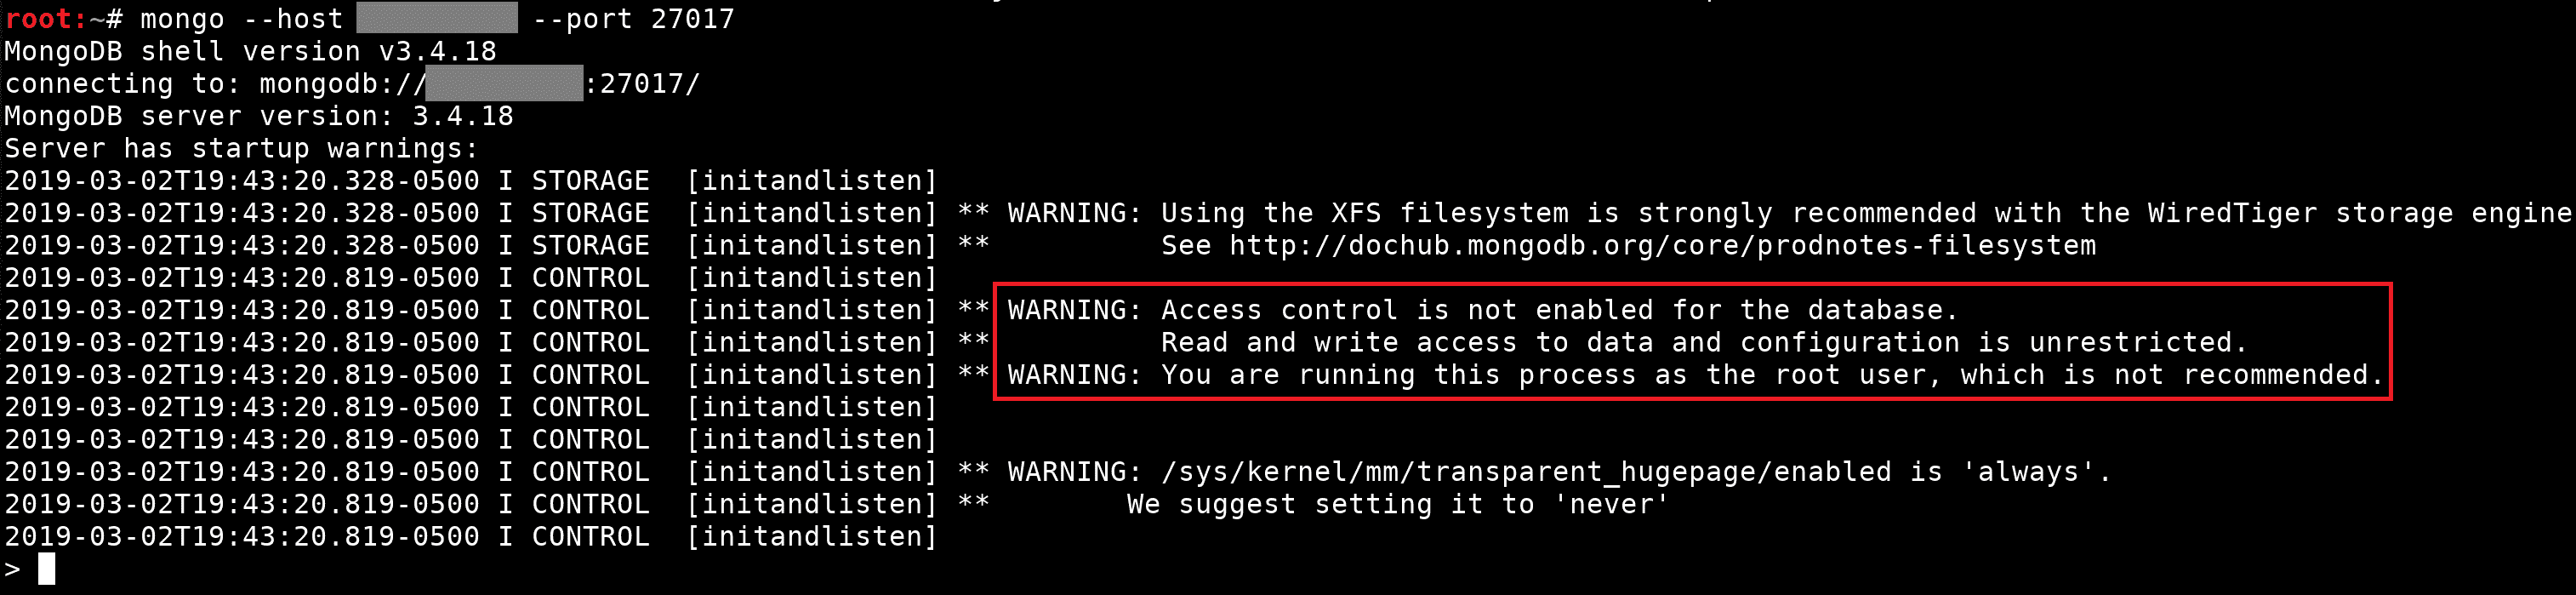 root:~# mongo --host --port 27017
MongoDB shell version v3.4.18
connecting to: mongodb://:27017/
MongoDB server version: 3.4.18
Server has startup warnings:
2019-03-02T19:43:20.328-0500 I STORAGE  [initandlisten]
2019-03-02T19:43:20.328-0500 I STORAGE  [initandlisten] ** WARNING: Using the XFS filesystem is strongly recommended with the WiredTiger storage engine
2019-03-02T19:43:20.328-0500 I STORAGE  [initandlisten] **          See http://dochub.mongodb.org/core/prodnotes-filesystem
2019-03-02T19:43:20.819-0500 I CONTROL  [initandlisten]
2019-03-02T19:43:20.819-0500 I CONTROL  [initandlisten] ** WARNING: Access control is not enabled for the database.
2019-03-02T19:43:20.819-0500 I CONTROL  [initandlisten] **          Read and write access to data and configuration is unrestricted.
2019-03-02T19:43:20.819-0500 I CONTROL  [initandlisten] ** WARNING: You are running this process as the root user, which is not recommended.
2019-03-02T19:43:20.819-0500 I CONTROL  [initandlisten]
2019-03-02T19:43:20.819-0500 I CONTROL  [initandlisten]
2019-03-02T19:43:20.819-0500 I CONTROL  [initandlisten] ** WARNING: /sys/kernel/mm/transparent_hugepage/enabled is 'always'.
2019-03-02T19:43:20.819-0500 I CONTROL  [initandlisten] **        We suggest setting it to 'never'
2019-03-02T19:43:20.819-0500 I CONTROL  [initandlisten]
>